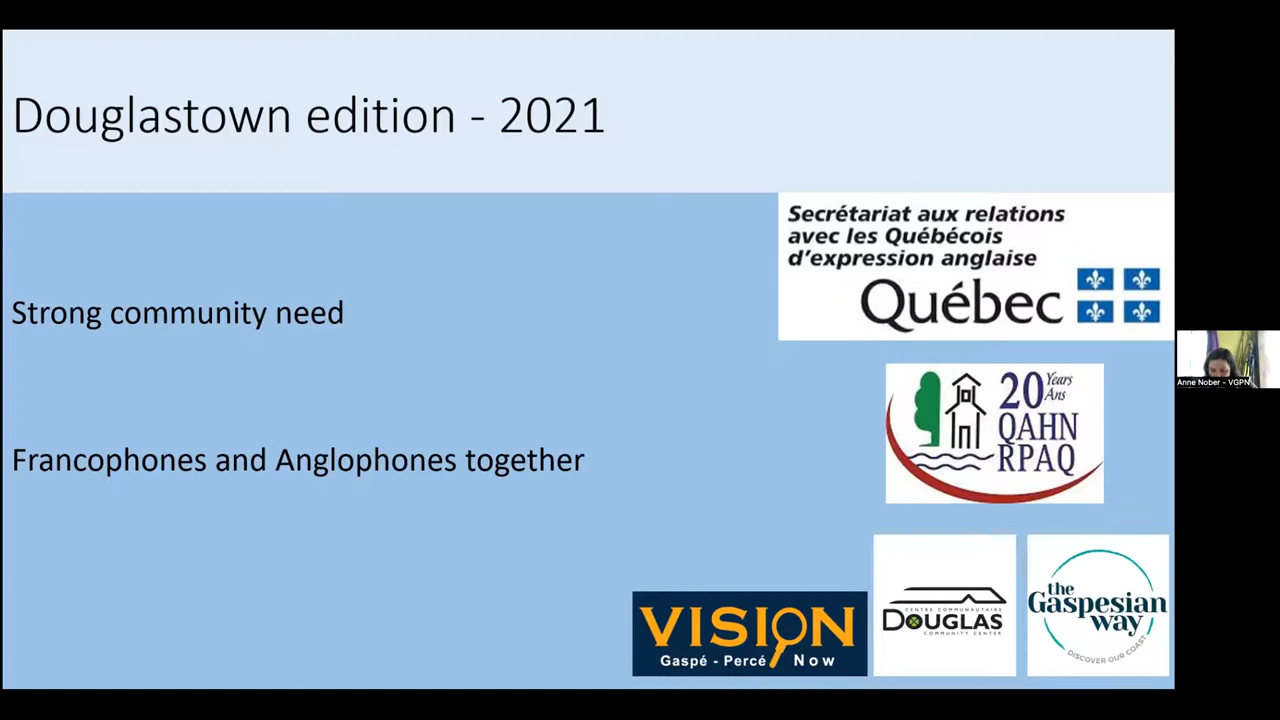 Douglastown edition - 2021
Secrétariat aux relations
avec les Québécois
d'expression anglaise
Québec
Strong community need
20 Years
Ans
QAHN
RPAQ
Anne Nober - VGPN
Francophones and Anglophones together
VISION
Gaspé - Percé Now
CENTRE COMMUNAUTAIRE
DOUGLAS
COMMUNITY CENTER
the
Gaspesian
way
DISCOVER OUR COAST